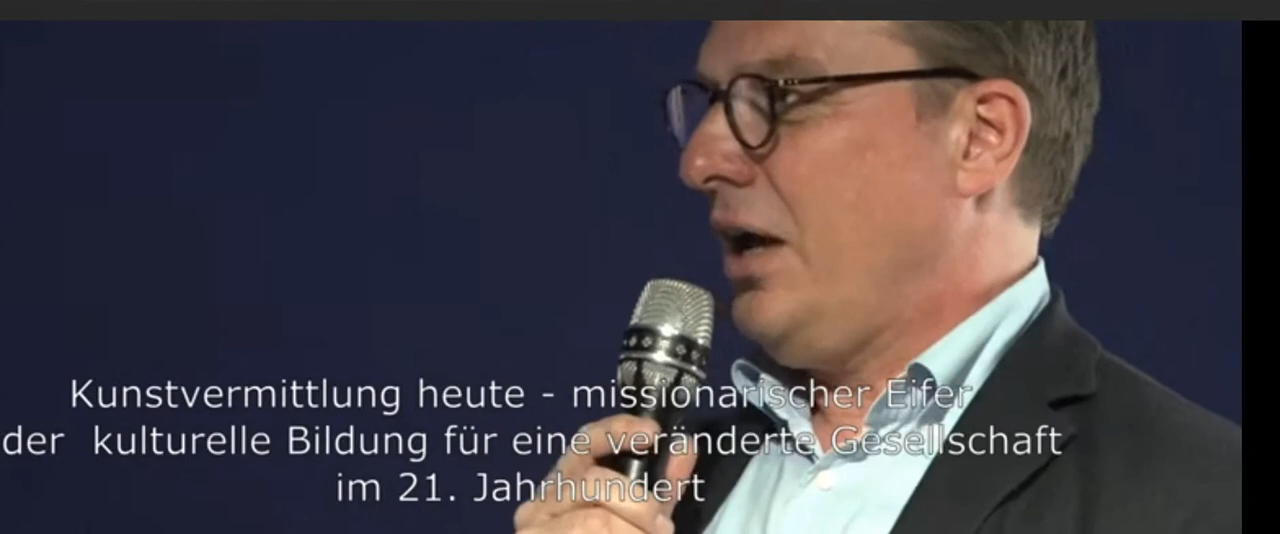 Kunstvermittlung heute - missionarischer Eifer
der kulturelle Bildung für eine veränderte Gesellschaft
im 21. Jahrhundert